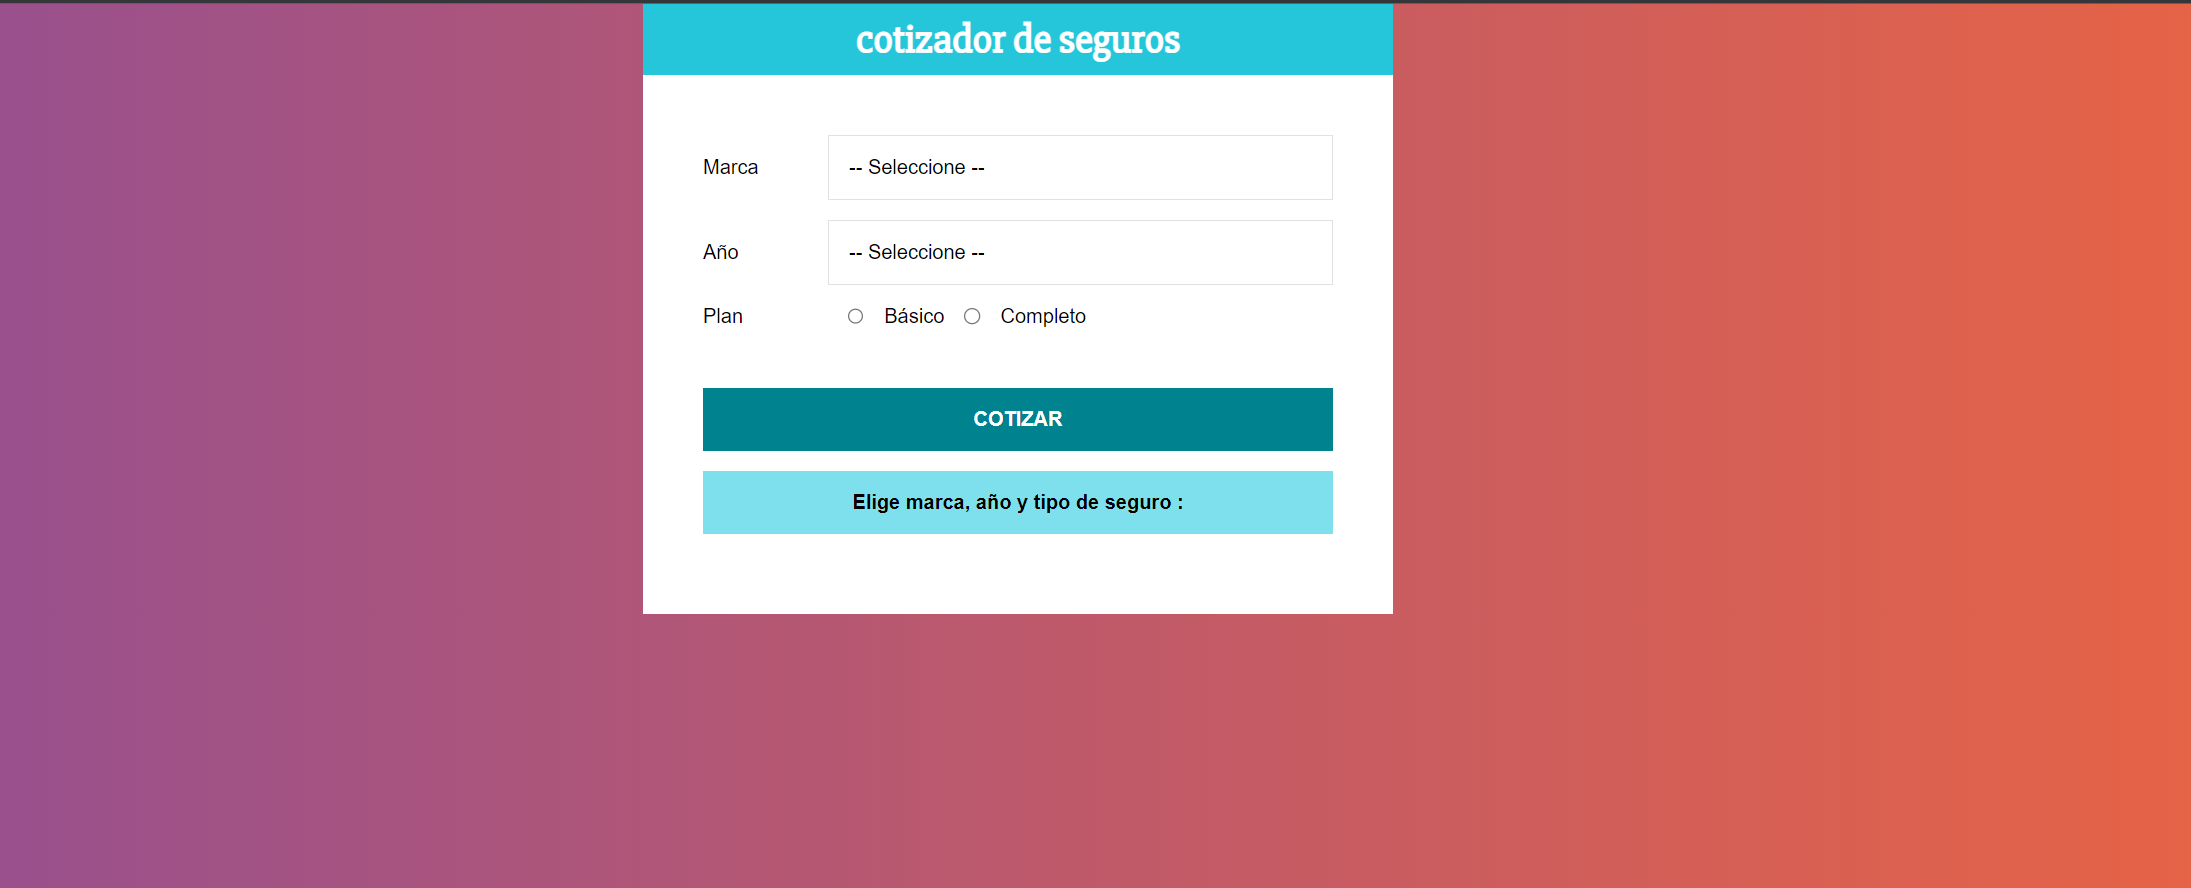 cotizador de seguros
Marca -- Seleccione --
Año -- Seleccione --
Plan Básico Completo
COTIZAR
Elige marca, año y tipo de seguro :